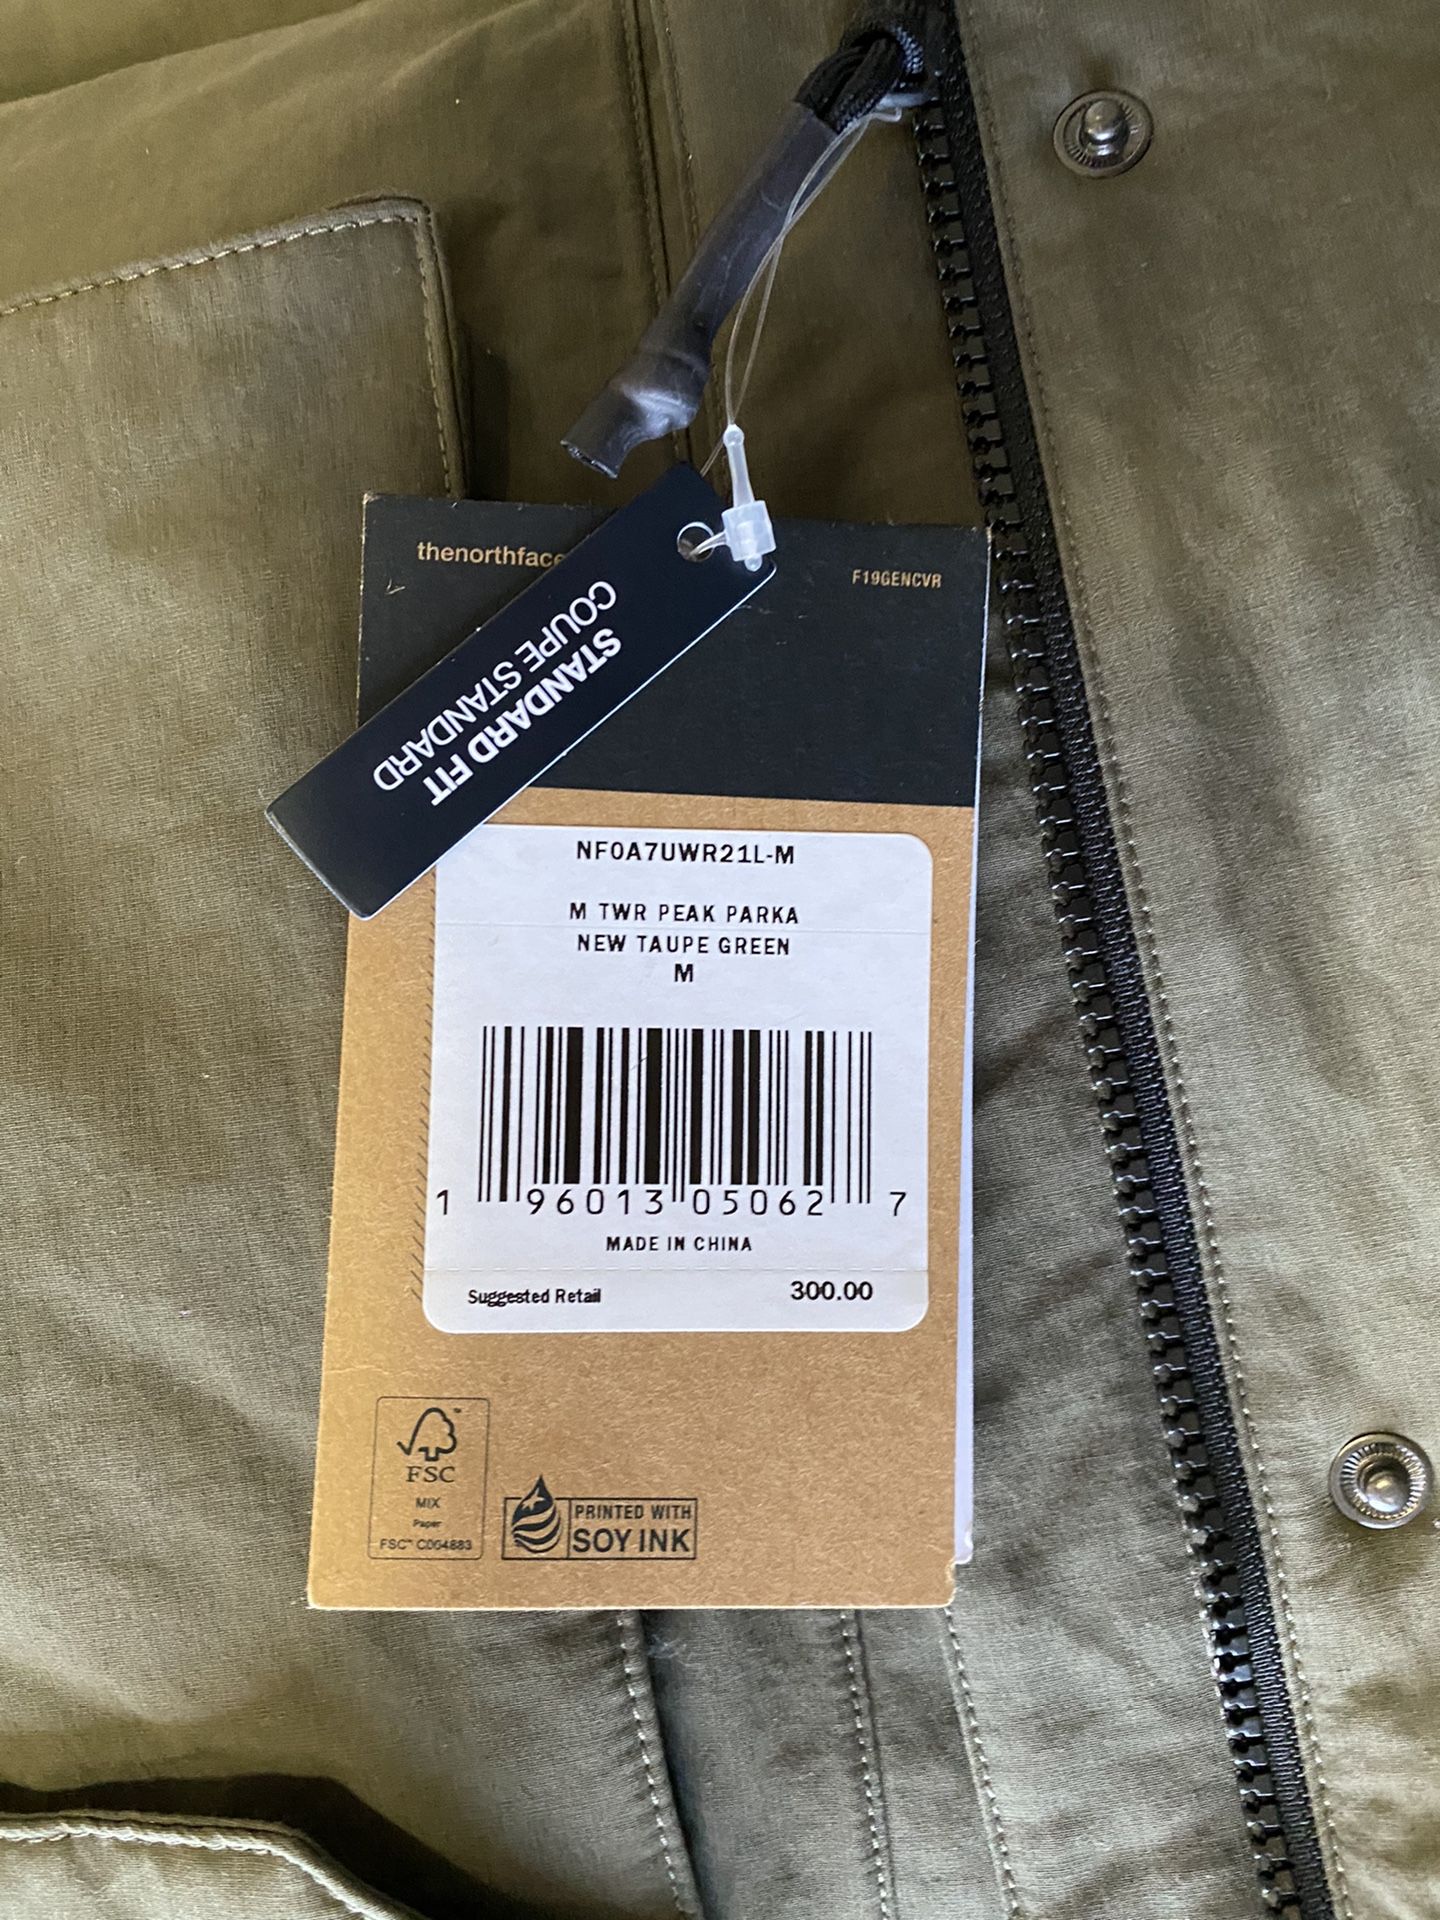 thenorthface
F19GENCVR
STANDARD FIT
COUPE STANDARD
NF0A7UWR21L-M
M TWR PEAK PARKA
NEW TAUPE GREEN
M
1 96013 05062 7
MADE IN CHINA
Suggested Retail 300.00
FSC
MIX
Paper
FSC™ C004883
PRINTED WITH
SOY INK